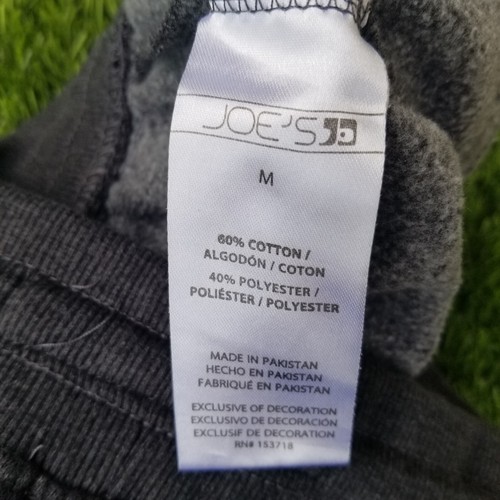 JOE'S
M
60% COTTON /
ALGODÓN / COTON
40% POLYESTER /
POLIÉSTER / POLYESTER
MADE IN PAKISTAN
HECHO EN PAKISTAN
FABRIQUÉ EN PAKISTAN
EXCLUSIVE OF DECORATION
EXCLUSIVO DE DECORACIÓN
EXCLUSIF DE DECORATION
RN# 153718